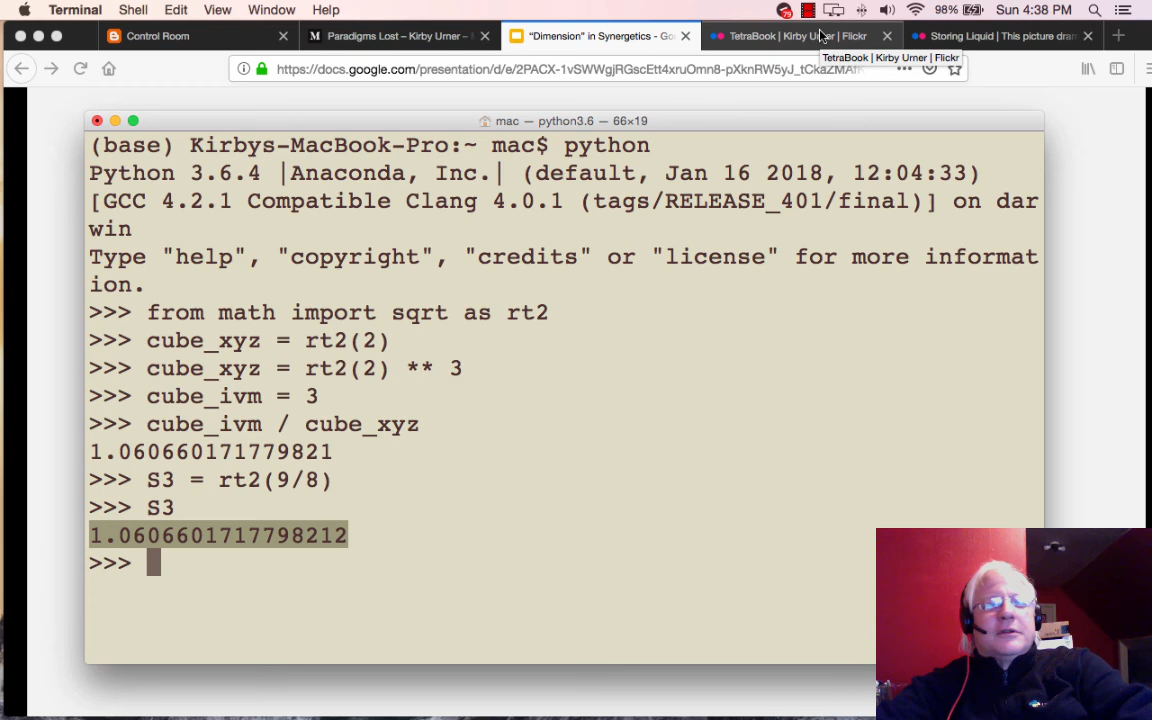 Terminal Shell Edit View Window Help 98% Sun 4:38 PM
Control Room
Paradigms Lost – Kirby Urner –
"Dimension" in Synergetics - Go
TetraBook | Kirby Urner | Flickr
Storing Liquid | This picture dram
https://docs.google.com/presentation/d/e/2PACX-1vSWWgjRGscEtt4xruOmn8-pXknRW5yJ_tCkaZMAf
TetraBook | Kirby Urner | Flickr
mac — python3.6 — 66×19
(base) Kirbys-MacBook-Pro:~ mac$ python
Python 3.6.4 |Anaconda, Inc.| (default, Jan 16 2018, 12:04:33)
[GCC 4.2.1 Compatible Clang 4.0.1 (tags/RELEASE_401/final)] on dar
win
Type "help", "copyright", "credits" or "license" for more informat
ion.
>>> from math import sqrt as rt2
>>> cube_xyz = rt2(2)
>>> cube_xyz = rt2(2) ** 3
>>> cube_ivm = 3
>>> cube_ivm / cube_xyz
1.060660171779821
>>> S3 = rt2(9/8)
>>> S3
1.0606601717798212
>>>